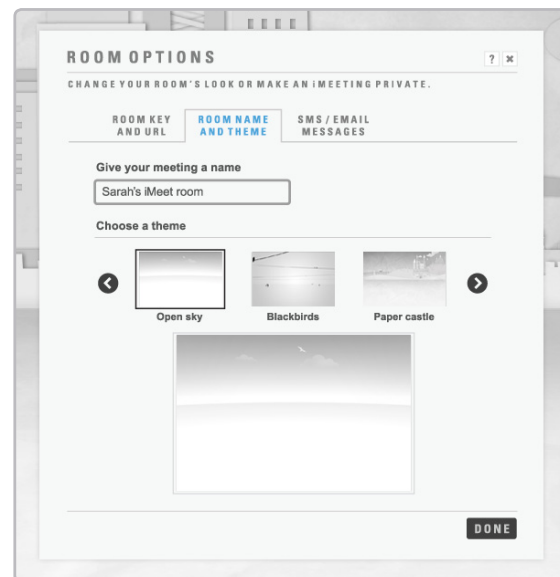 ROOM OPTIONS
? ×
CHANGE YOUR ROOM'S LOOK OR MAKE AN iMEETING PRIVATE.
ROOM KEY
AND URL
ROOM NAME
AND THEME
SMS / EMAIL
MESSAGES
Give your meeting a name
Sarah's iMeet room
Choose a theme
Open sky
Blackbirds
Paper castle
DONE